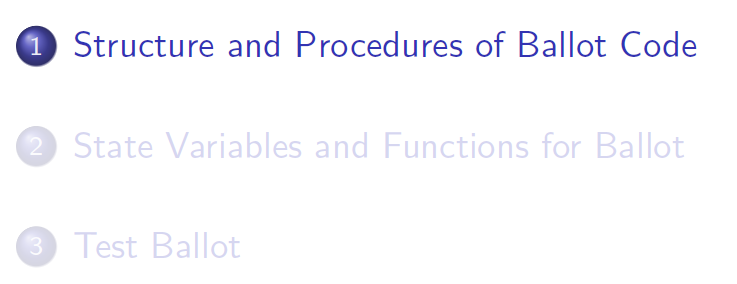 1 Structure and Procedures of Ballot Code
2 State Variables and Functions for Ballot
3 Test Ballot